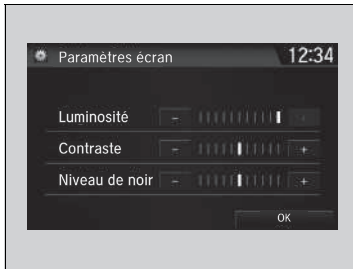 Paramètres écran 12:34
Luminosité - +
Contraste - +
Niveau de noir - +
OK